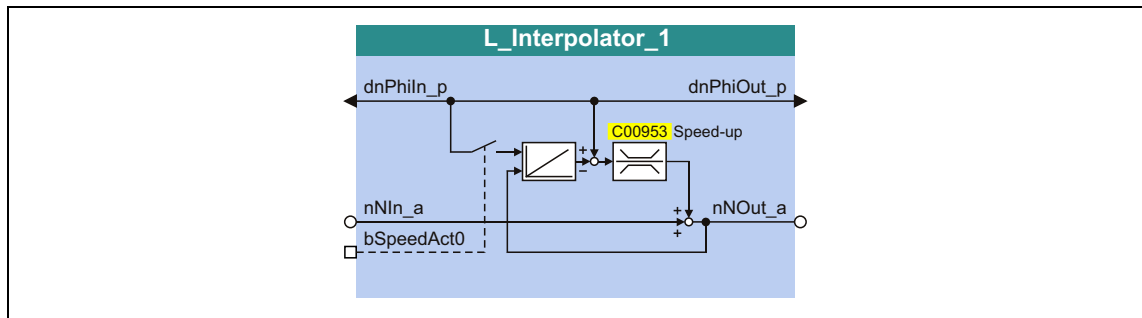 L_Interpolator_1
dnPhiIn_p dnPhiOut_p
C00953 Speed-up
+
−
nNIn_a + nNOut_a
+
bSpeedAct0